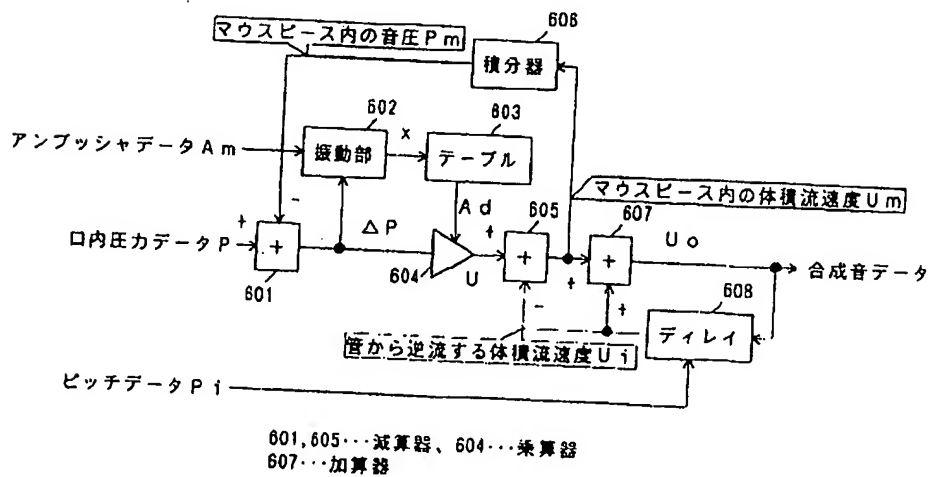 606
マウスピース内の音圧Pm
積分器
602
603
x
アンブッシャデータAm
振動部
テーブル
マウスピース内の体積流速度Um
-
Ad
605
607
+
ΔP
+
Uo
口内圧力データP
+
604
U
+
+
+
合成音データ
601
-
+
608
管から逆流する体積流速度Ui
ディレイ
ピッチデータPi
601,605…減算器、604…乗算器
607…加算器